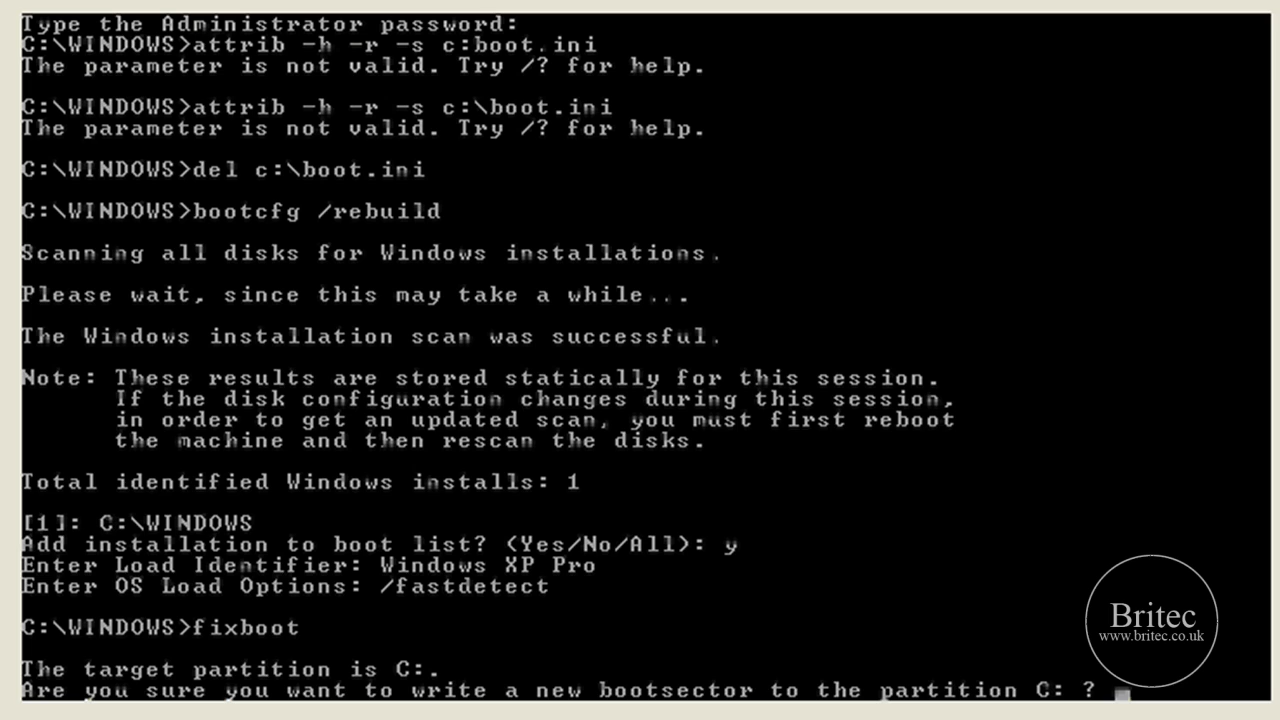 Type the Administrator password:
C:\WINDOWS>attrib -h -r -s c:boot.ini
The parameter is not valid. Try /? for help.
C:\WINDOWS>attrib -h -r -s c:\boot.ini
The parameter is not valid. Try /? for help.
C:\WINDOWS>del c:\boot.ini
C:\WINDOWS>bootcfg /rebuild
Scanning all disks for Windows installations.
Please wait, since this may take a while...
The Windows installation scan was successful.
Note: These results are stored statically for this session.
If the disk configuration changes during this session,
in order to get an updated scan, you must first reboot
the machine and then rescan the disks.
Total identified Windows installs: 1
[1]: C:\WINDOWS
Add installation to boot list? (Yes/No/All): y
Enter Load Identifier: Windows XP Pro
Enter OS Load Options: /fastdetect
C:\WINDOWS>fixboot
The target partition is C:.
Are you sure you want to write a new bootsector to the partition C: ?
Britec
www.britec.co.uk